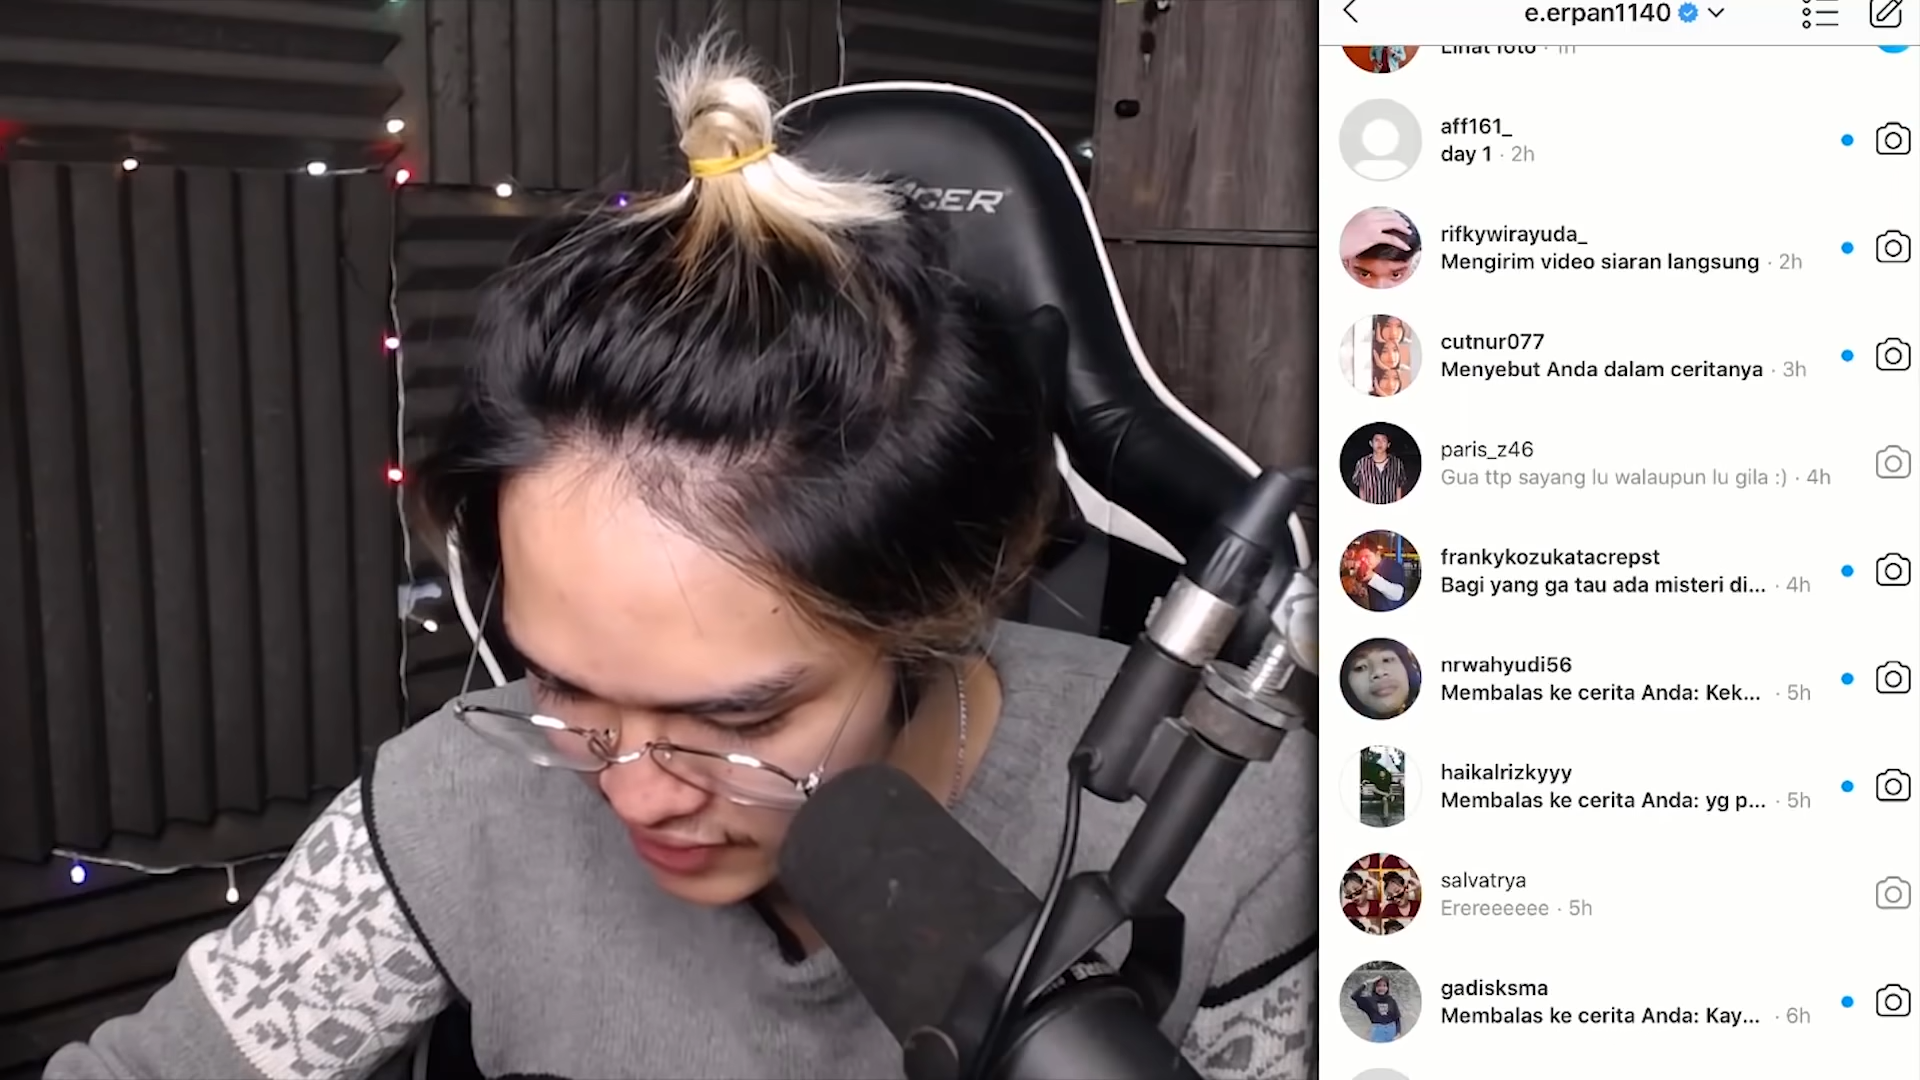 e.erpan1140
Lihat foto · 1h
aff161_
day 1 · 2h
rifkywirayuda_
Mengirim video siaran langsung · 2h
cutnur077
Menyebut Anda dalam ceritanya · 3h
paris_z46
Gua ttp sayang lu walaupun lu gila :) · 4h
frankykozukatacrepst
Bagi yang ga tau ada misteri di... · 4h
nrwahyudi56
Membalas ke cerita Anda: Kek... · 5h
haikalrizkyyy
Membalas ke cerita Anda: yg p... · 5h
salvatrya
Erereeeeee · 5h
gadisksma
Membalas ke cerita Anda: Kay... · 6h